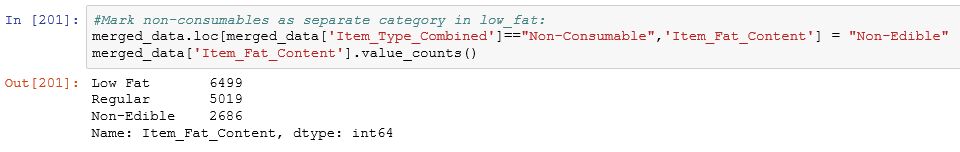 In [201]: #Mark non-consumables as separate category in low_fat:
merged_data.loc[merged_data['Item_Type_Combined']=="Non-Consumable",'Item_Fat_Content'] = "Non-Edible"
merged_data['Item_Fat_Content'].value_counts()
Out[201]: Low Fat       6499
Regular       5019
Non-Edible    2686
Name: Item_Fat_Content, dtype: int64